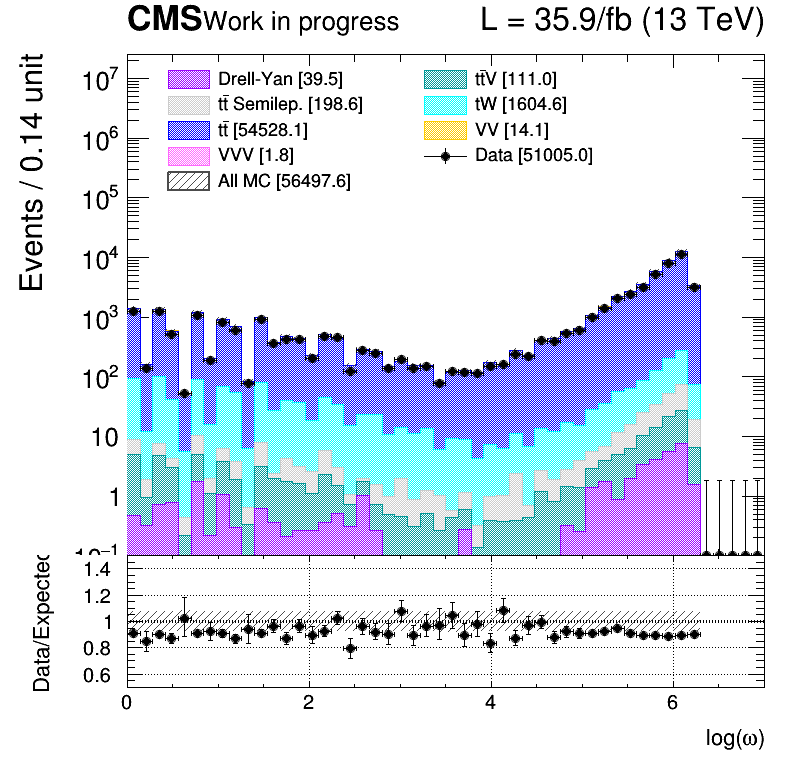 CMS Work in progress L = 35.9/fb (13 TeV)
Events / 0.14 unit
10⁷
10⁶
10⁵
10⁴
10³
10²
10
1
10⁻¹
Drell-Yan [39.5]
tt̄ Semilep. [198.6]
tt̄ [54528.1]
VVV [1.8]
All MC [56497.6]
tt̄V [111.0]
tW [1604.6]
VV [14.1]
Data [51005.0]
Data/Expected
1.4
1.2
1
0.8
0.6
0 2 4 6
log(ω)